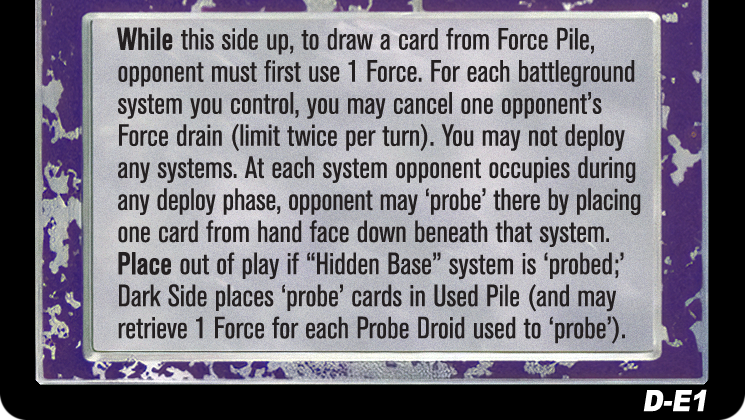 While this side up, to draw a card from Force Pile,
opponent must first use 1 Force. For each battleground
system you control, you may cancel one opponent's
Force drain (limit twice per turn). You may not deploy
any systems. At each system opponent occupies during
any deploy phase, opponent may ‘probe’ there by placing
one card from hand face down beneath that system.
Place out of play if “Hidden Base” system is ‘probed;’
Dark Side places ‘probe’ cards in Used Pile (and may
retrieve 1 Force for each Probe Droid used to ‘probe’).
D-E1